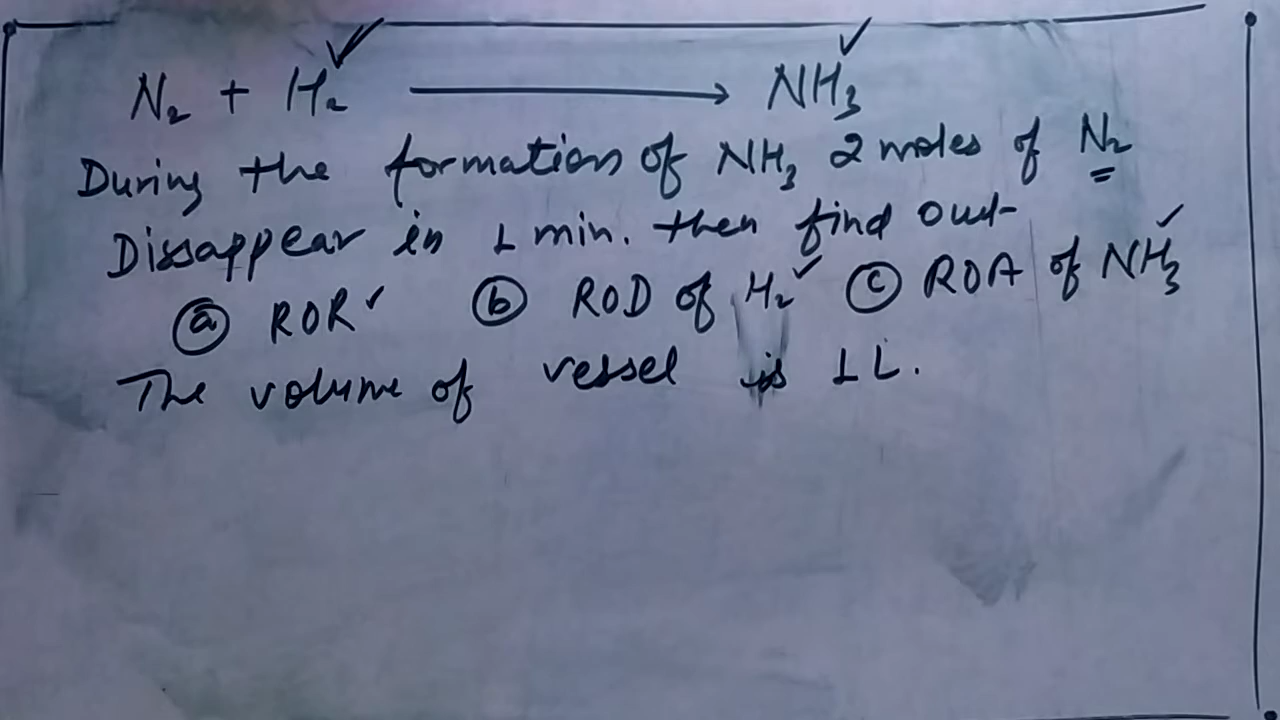 N₂ + H₂ ⟶ NH₃
During the formation of NH₃ 2 moles of N₂
Dissappear in 1 min. then find out
ⓐ ROR ⓑ ROD of H₂ ⓒ ROA of NH₃
The volume of vessel is 1 L.